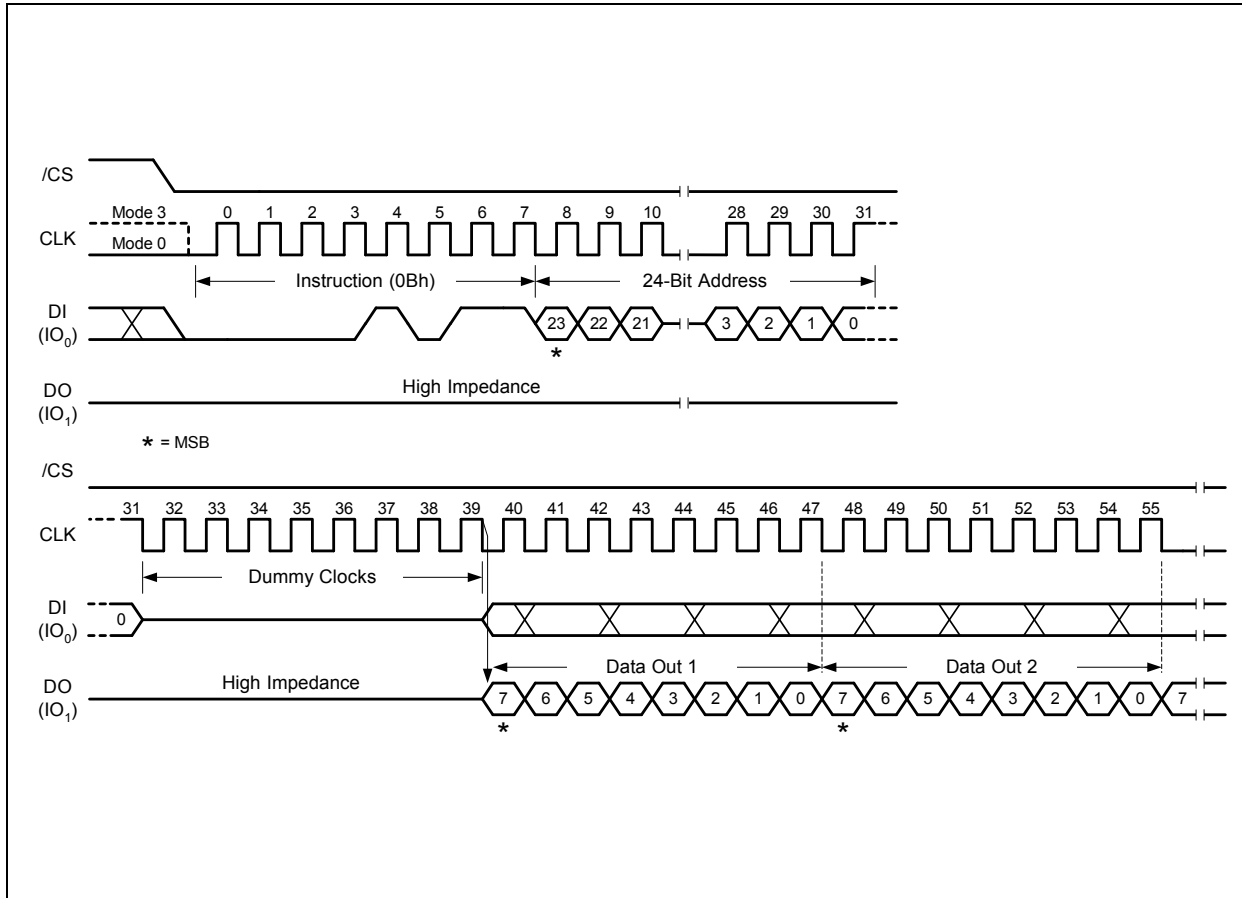 /CS
Mode 3 0 1 2 3 4 5 6 7 8 9 10 28 29 30 31
CLK
Mode 0
Instruction (0Bh) 24-Bit Address
DI
(IO0) 23 22 21 3 2 1 0
*
High Impedance
DO
(IO1)
* = MSB
/CS
31 32 33 34 35 36 37 38 39 40 41 42 43 44 45 46 47 48 49 50 51 52 53 54 55
CLK
Dummy Clocks
DI
(IO0) 0
Data Out 1 Data Out 2
High Impedance
DO
(IO1) 7 6 5 4 3 2 1 0 7 6 5 4 3 2 1 0 7
* *